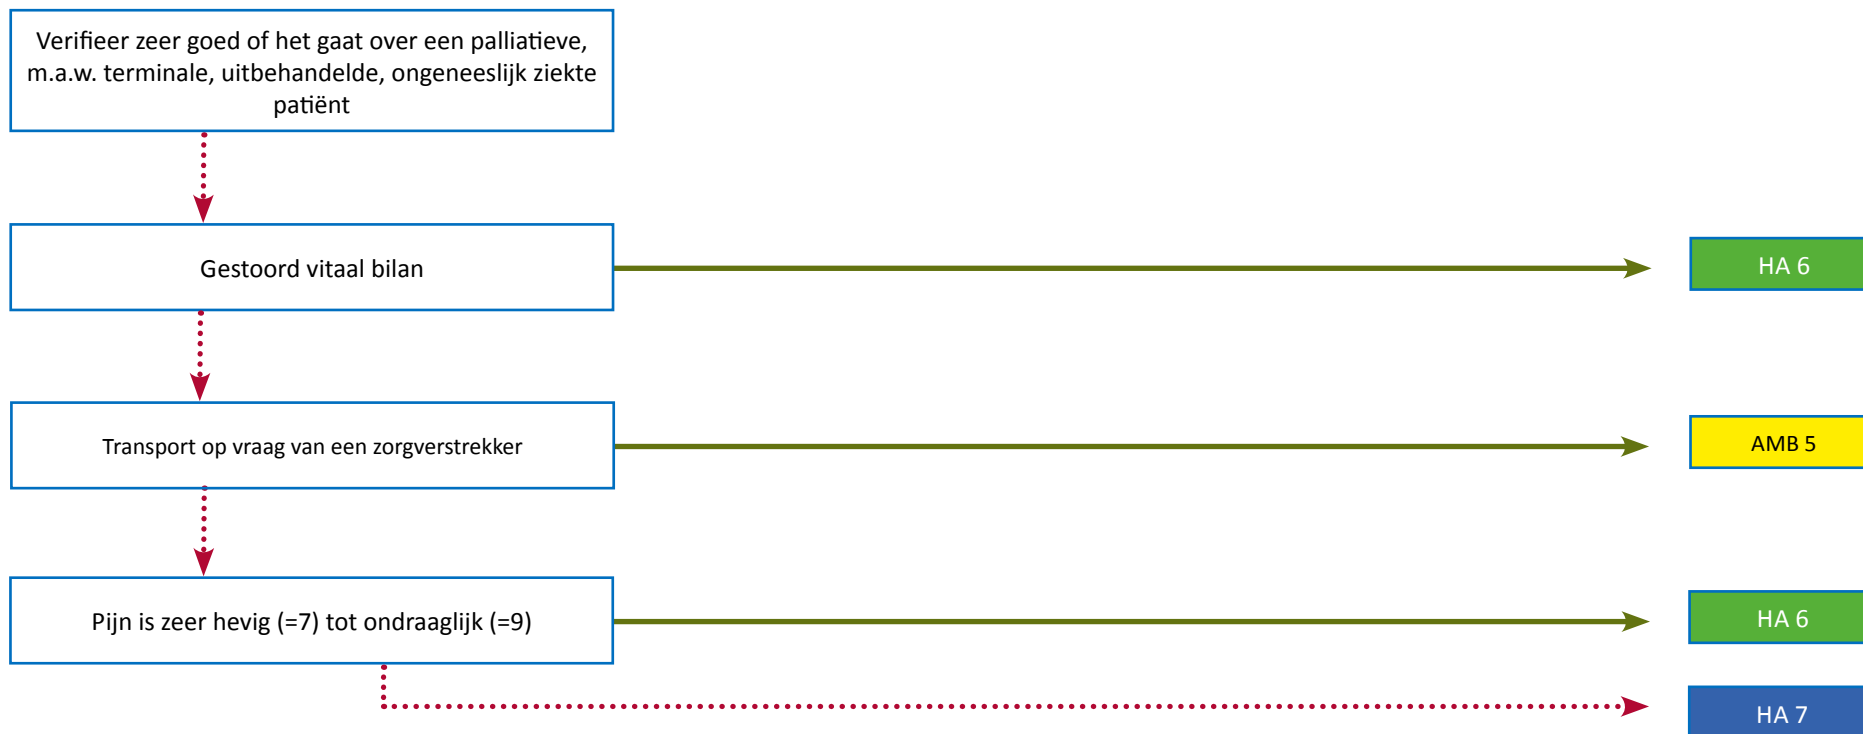 Verifieer zeer goed of het gaat over een palliatieve,
m.a.w. terminale, uitbehandelde, ongeneeslijk ziekte
patiënt
Gestoord vitaal bilan
HA 6
Transport op vraag van een zorgverstrekker
AMB 5
Pijn is zeer hevig (=7) tot ondraaglijk (=9)
HA 6
HA 7